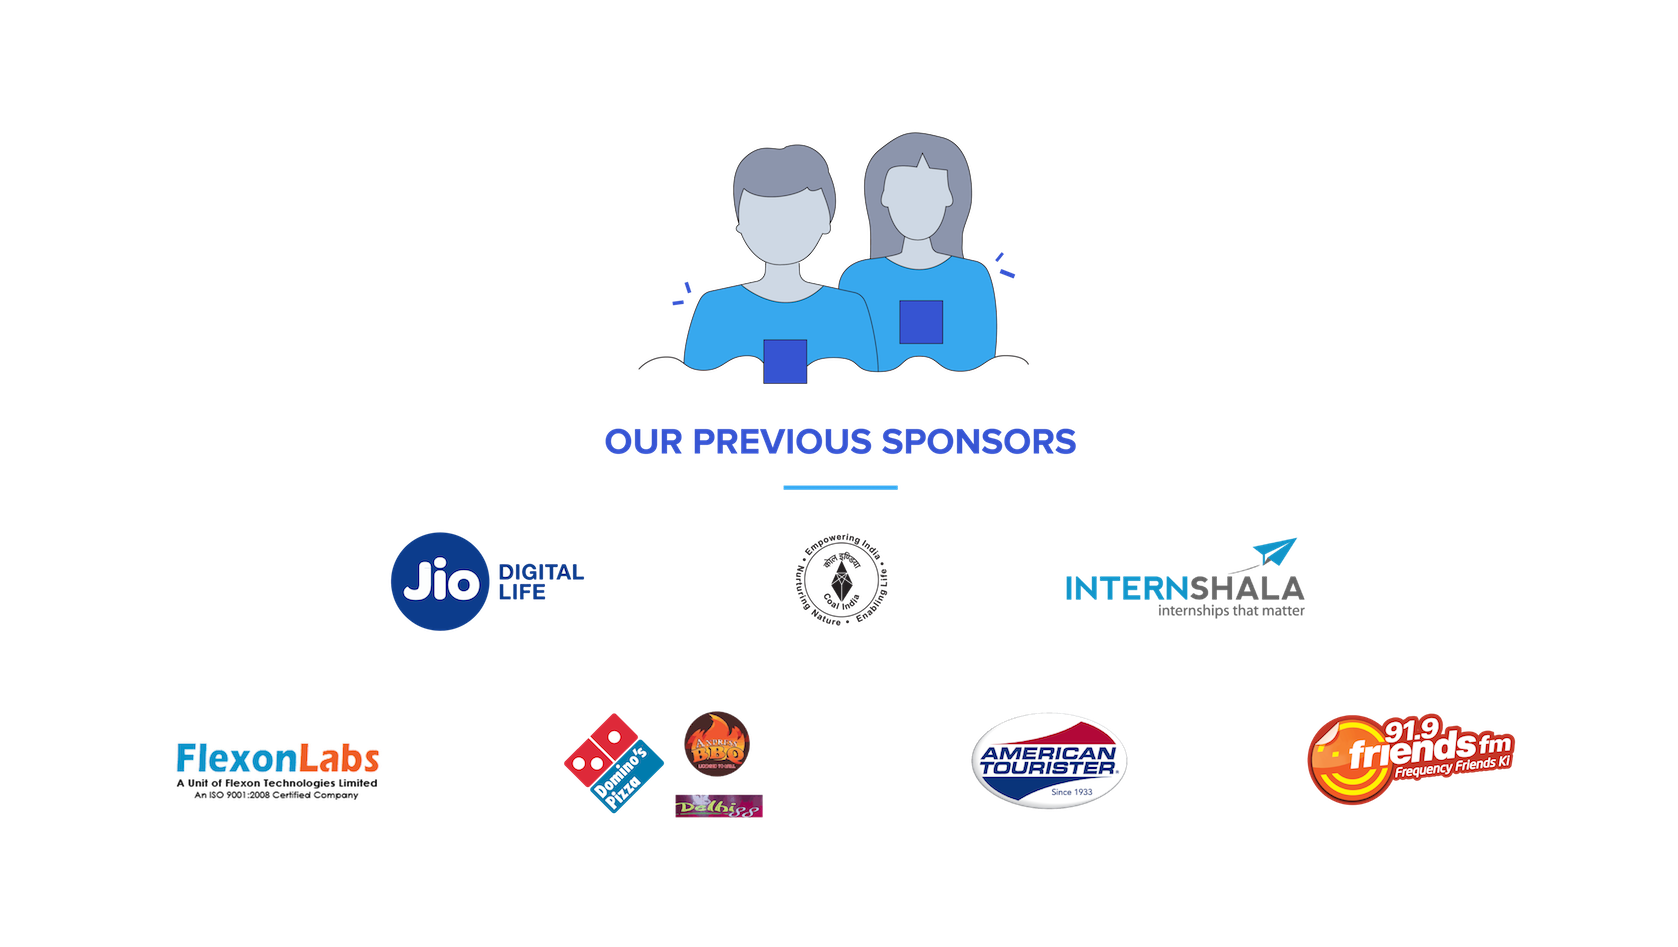 OUR PREVIOUS SPONSORS
Jio
DIGITAL
LIFE
Empowering India
कोल इण्डिया
Coal India
Nurturing Nature • Enabling Life •
INTERNSHALA
internships that matter
FlexonLabs
A Unit of Flexon Technologies Limited
An ISO 9001:2008 Certified Company
Domino's
Pizza
BBQ
Delhi
AMERICAN
TOURISTER
Since 1933
91.9
friends fm
Frequency Friends Ki